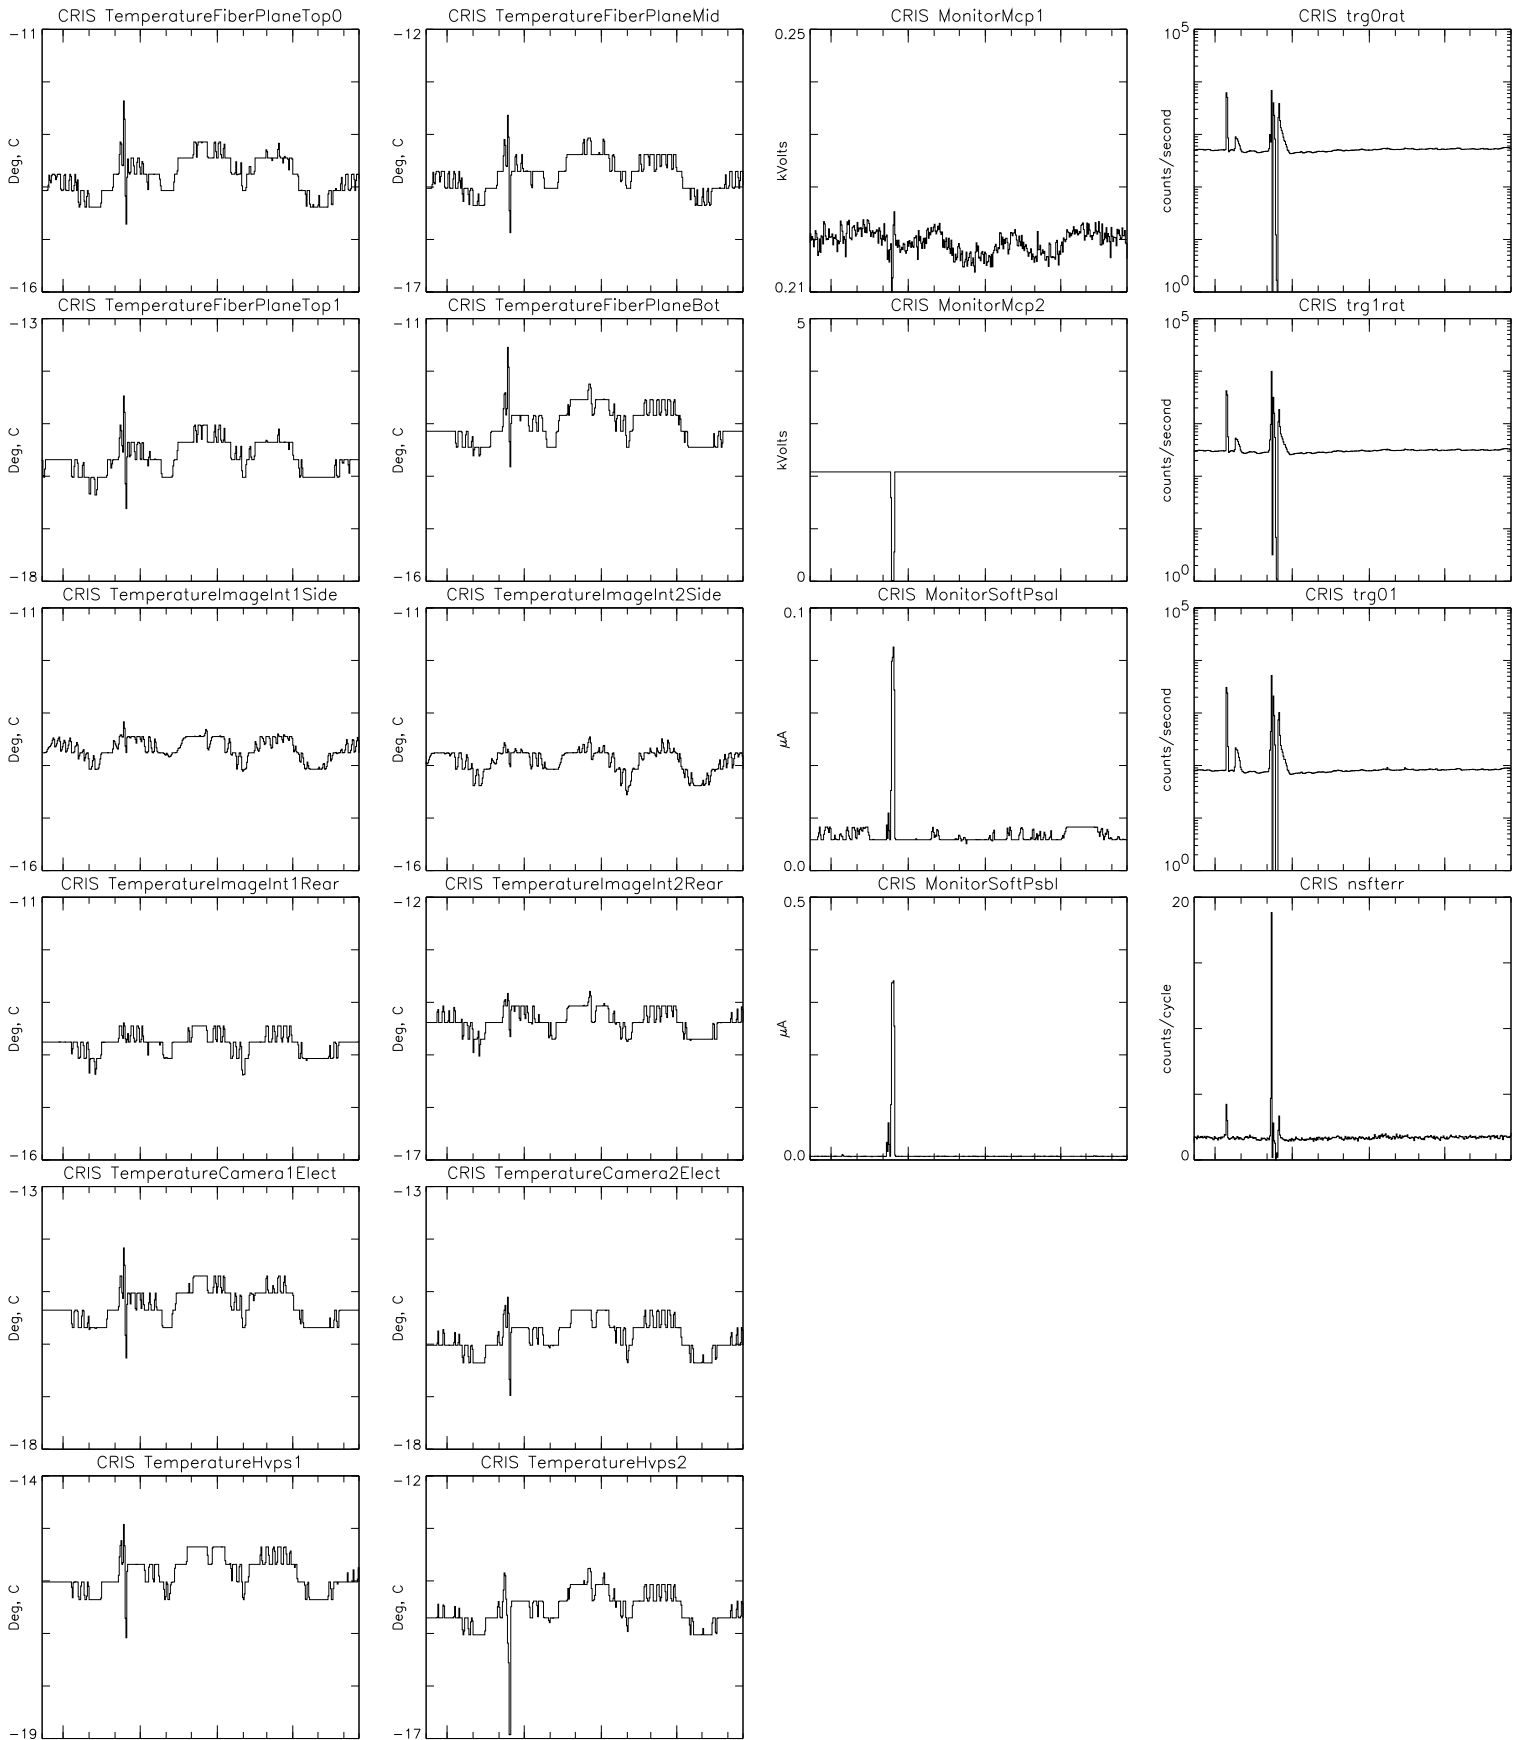 CRIS TemperatureFiberPlaneTop0
-11
Deg, C
-16
CRIS TemperatureFiberPlaneMid
-12
Deg, C
-17
CRIS MonitorMcp1
0.25
kVolts
0.21
CRIS trg0rat
10^5
counts/second
10^0
CRIS TemperatureFiberPlaneTop1
-13
Deg, C
-18
CRIS TemperatureFiberPlaneBot
-11
Deg, C
-16
CRIS MonitorMcp2
5
kVolts
0
CRIS trg1rat
10^5
counts/second
10^0
CRIS TemperatureImageInt1Side
-11
Deg, C
-16
CRIS TemperatureImageInt2Side
-11
Deg, C
-16
CRIS MonitorSoftPsaI
0.1
μA
0.0
CRIS trg01
10^5
counts/second
10^0
CRIS TemperatureImageInt1Rear
-11
Deg, C
-16
CRIS TemperatureImageInt2Rear
-12
Deg, C
-17
CRIS MonitorSoftPsbI
0.5
μA
0.0
CRIS nsfterr
20
counts/cycle
0
CRIS TemperatureCamera1Elect
-13
Deg, C
-18
CRIS TemperatureCamera2Elect
-13
Deg, C
-18
CRIS TemperatureHvps1
-14
Deg, C
-19
CRIS TemperatureHvps2
-12
Deg, C
-17